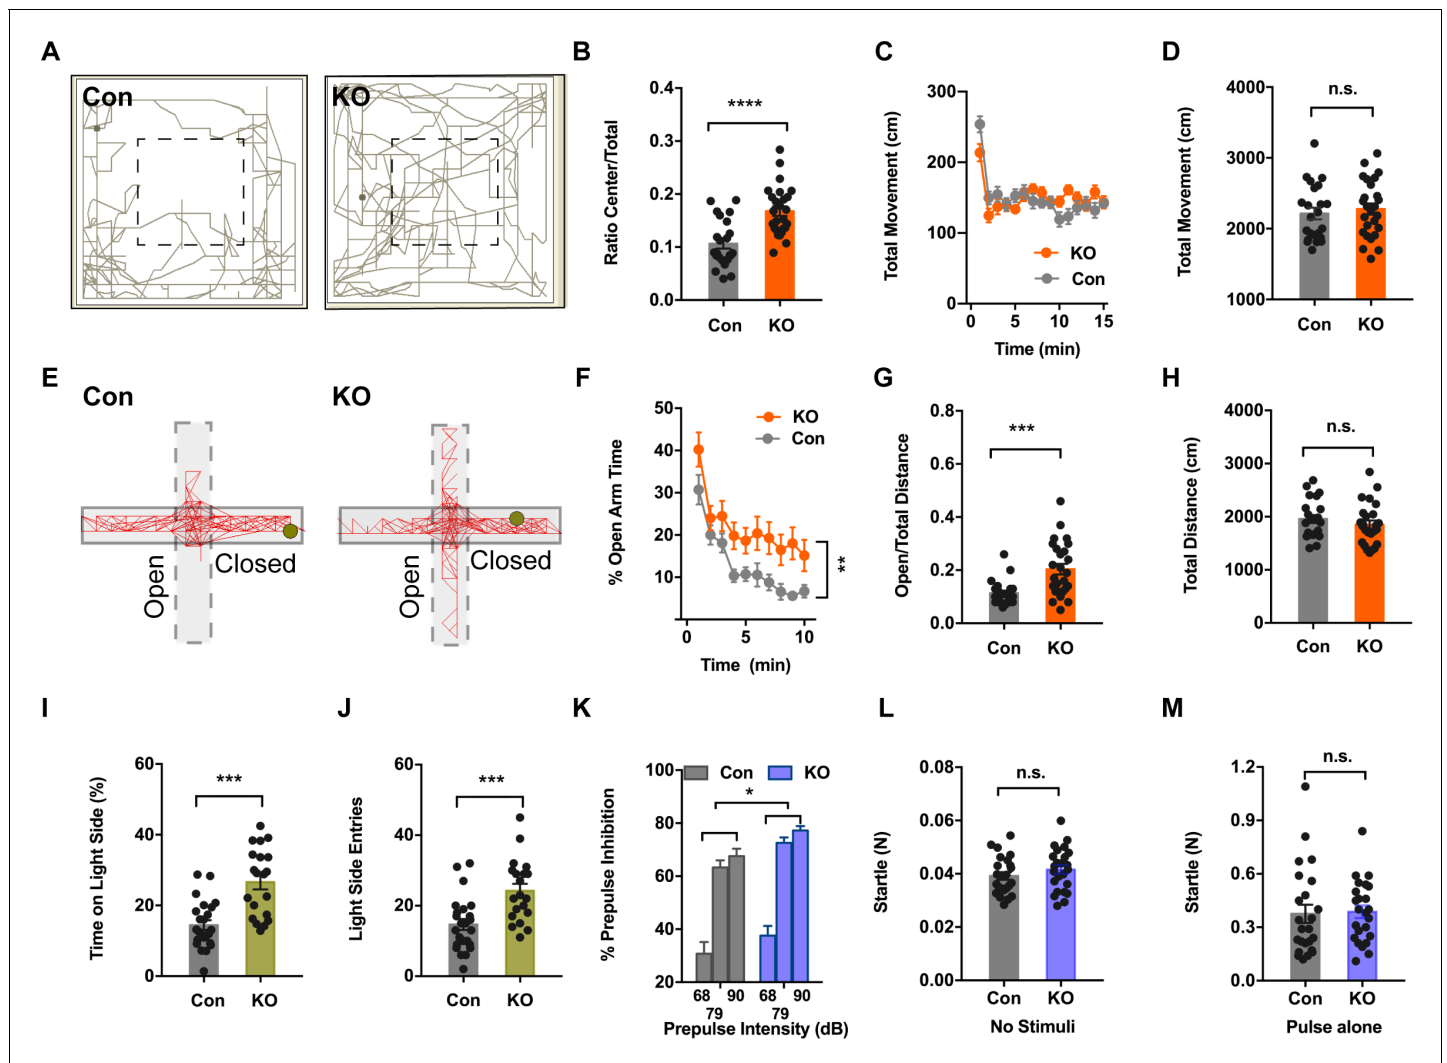 A
Con
KO
B
Ratio Center/Total
0.4
0.3
0.2
0.1
0.0
****
Con
KO
C
Total Movement (cm)
300
200
100
0
KO
Con
0
5
10
15
Time (min)
D
Total Movement (cm)
4000
3000
2000
1000
n.s.
Con
KO
E
Con
KO
Open
Closed
Open
Closed
F
% Open Arm Time
50
40
30
20
10
KO
Con
**
0
5
10
Time (min)
G
Open/Total Distance
0.8
0.6
0.4
0.2
0.0
***
Con
KO
H
Total Distance (cm)
4000
3000
2000
1000
0
n.s.
Con
KO
I
Time on Light Side (%)
60
40
20
0
***
Con
KO
J
Light Side Entries
60
40
20
0
***
Con
KO
K
% Prepulse Inhibition
100
80
60
40
20
Con
KO
*
68
79
90
68
79
90
Prepulse Intensity (dB)
L
Startle (N)
0.08
0.06
0.04
0.02
0.00
n.s.
Con
KO
No Stimuli
M
Startle (N)
1.2
0.9
0.6
0.3
0.0
n.s.
Con
KO
Pulse alone